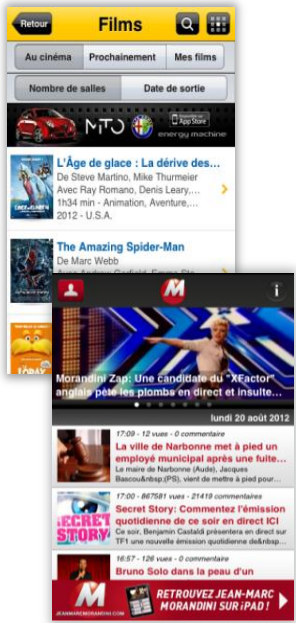 Retour
Films
Au cinéma
Prochainement
Mes films
Nombre de salles
Date de sortie
MiTO
Disponible sur
App Store
energy machine
L'Âge de glace : La dérive des...
De Steve Martino, Mike Thurmeier
Avec Ray Romano, Denis Leary,...
1h34 min - Animation, Aventure,...
2012 - U.S.A.
The Amazing Spider-Man
De Marc Webb
M
i
Morandini Zap: Une candidate du "XFactor"
anglais pète les plombs en direct et insulte...
lundi 20 août 2012
17:09 - 12 vues - 0 commentaire
La ville de Narbonne met à pied un
employé municipal après une fuite...
Le maire de Narbonne (Aude), Jacques
Bascou&nbsp;(PS), vient de mettre à pied pour...
17:00 - 867581 vues - 21419 commentaires
SECRET
STORY
Secret Story: Commentez l'émission
quotidienne de ce soir en direct ICI
Ce soir, Benjamin Castaldi présentera en direct sur
TF1 une nouvelle émission quotidienne de&nbsp...
16:57 - 126 vues - 0 commentaire
Bruno Solo dans la peau d'un
M
JEANMARCMORANDINI.COM
RETROUVEZ JEAN-MARC
MORANDINI SUR iPAD !